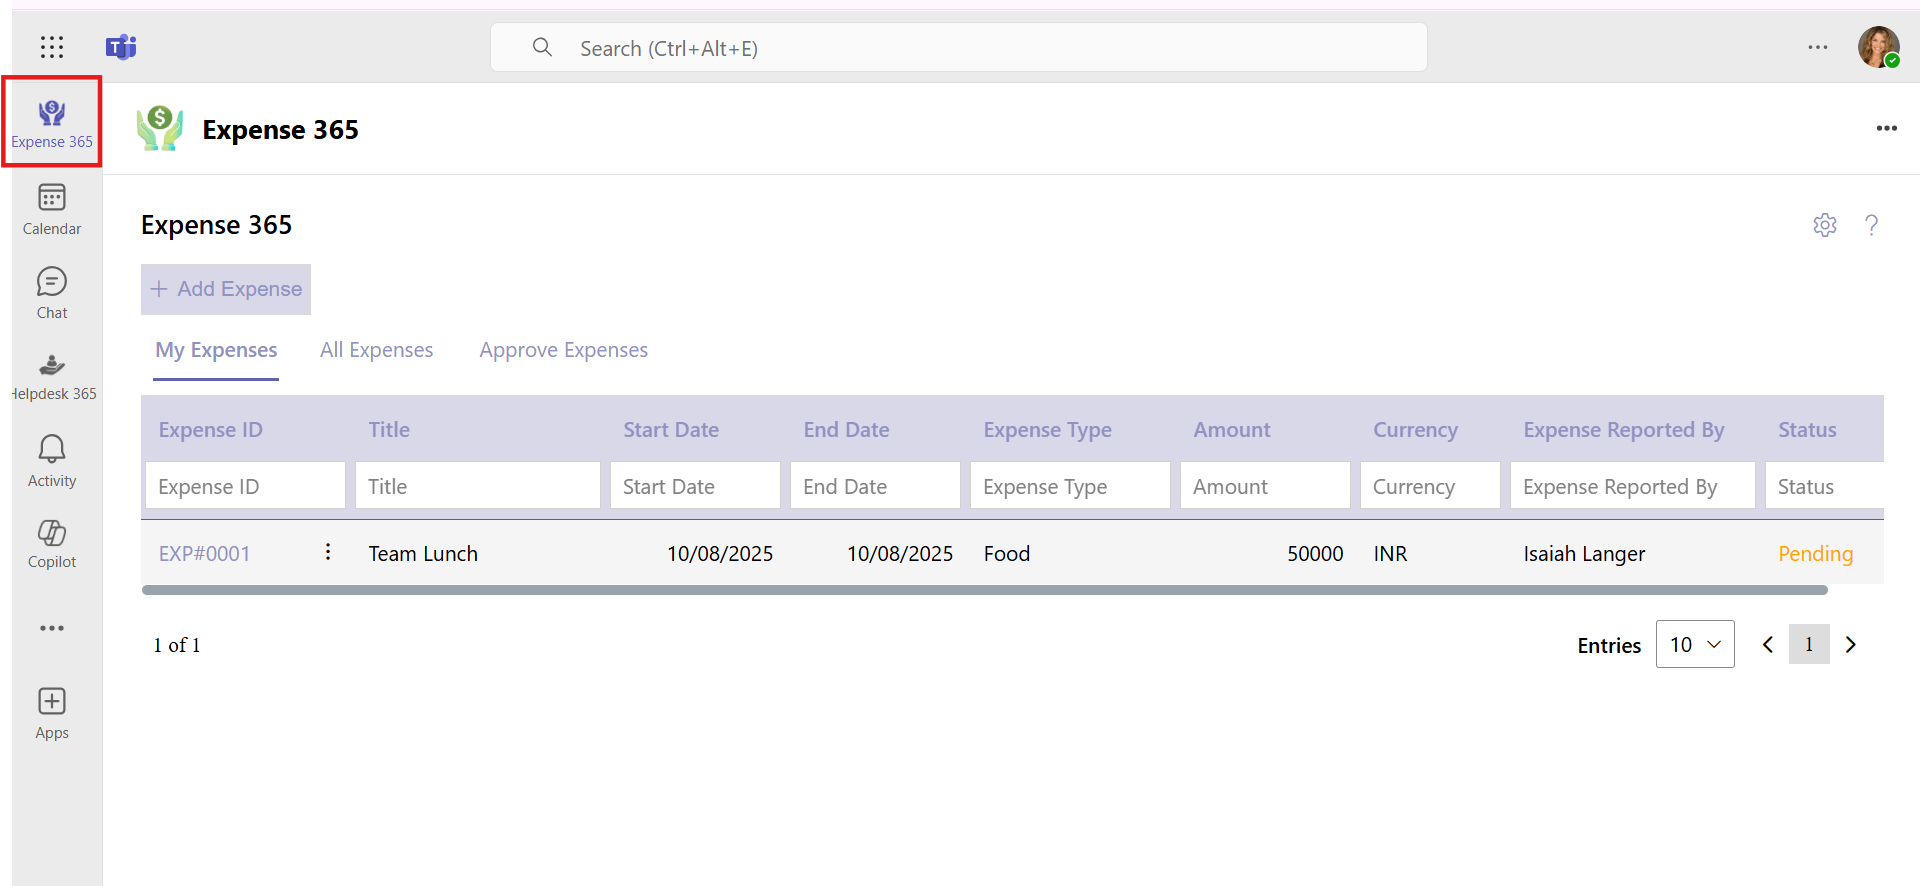 Search (Ctrl+Alt+E)
Expense 365
Calendar
Chat
Helpdesk 365
Activity
Copilot
Apps
Expense 365
Expense 365
?
+ Add Expense
My Expenses All Expenses Approve Expenses
Expense ID Title Start Date End Date Expense Type Amount Currency Expense Reported By Status
Expense ID Title Start Date End Date Expense Type Amount Currency Expense Reported By Status
EXP#0001 Team Lunch 10/08/2025 10/08/2025 Food 50000 INR Isaiah Langer Pending
1 of 1 Entries 10 1